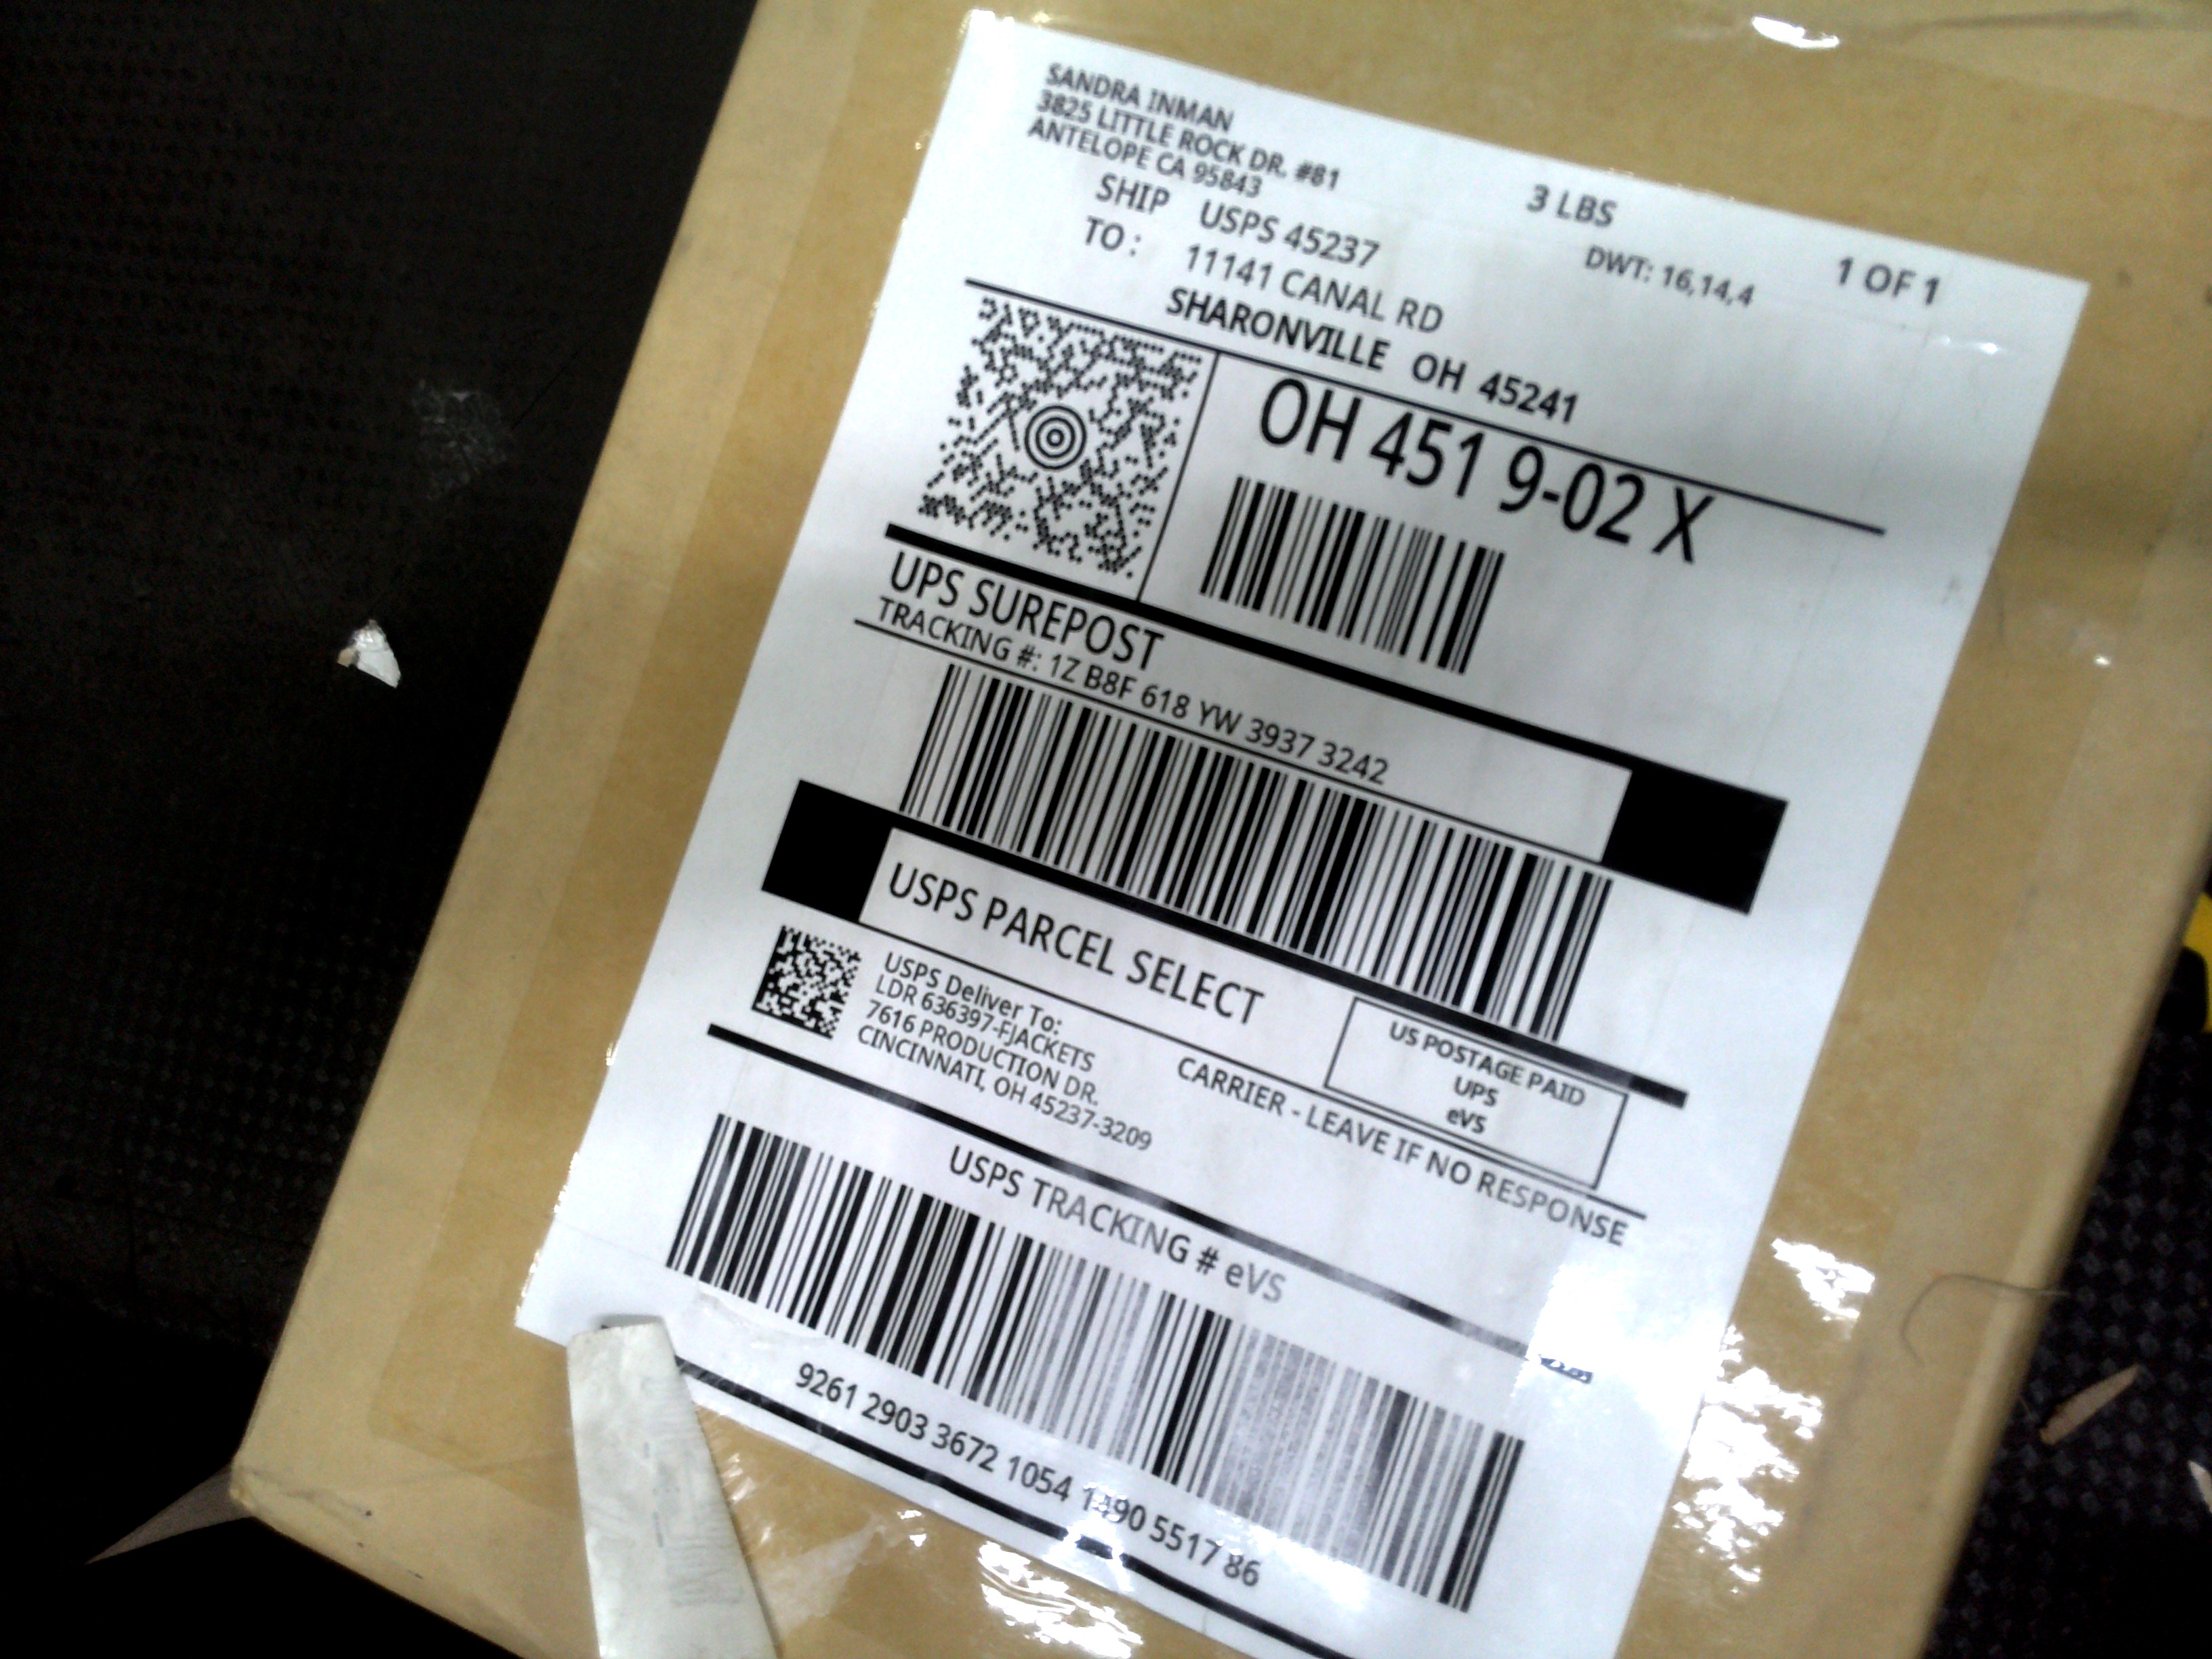 SANDRA INMAN
3825 LITTLE ROCK DR. #81
ANTELOPE CA 95843
3 LBS
1 OF 1
DWT: 16,14,4
SHIP TO: USPS 45237
11141 CANAL RD
SHARONVILLE OH 45241
OH 451 9-02 X
UPS SUREPOST
TRACKING #: 1Z B8F 618 YW 3937 3242
USPS PARCEL SELECT
US POSTAGE PAID
UPS
eVS
USPS Deliver To:
LDR 636397-FJACKETS
7616 PRODUCTION DR.
CINCINNATI, OH 45237-3209
CARRIER - LEAVE IF NO RESPONSE
USPS TRACKING # eVS
9261 2903 3672 1054 1490 5517 86